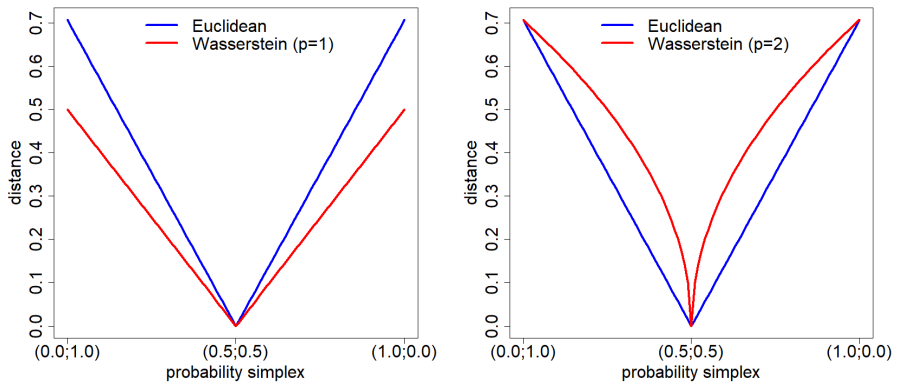 Euclidean
Wasserstein (p=1)
distance
0.0
0.1
0.2
0.3
0.4
0.5
0.6
0.7
(0.0;1.0)
(0.5;0.5)
(1.0;0.0)
probability simplex
Euclidean
Wasserstein (p=2)
distance
0.0
0.1
0.2
0.3
0.4
0.5
0.6
0.7
(0.0;1.0)
(0.5;0.5)
(1.0;0.0)
probability simplex